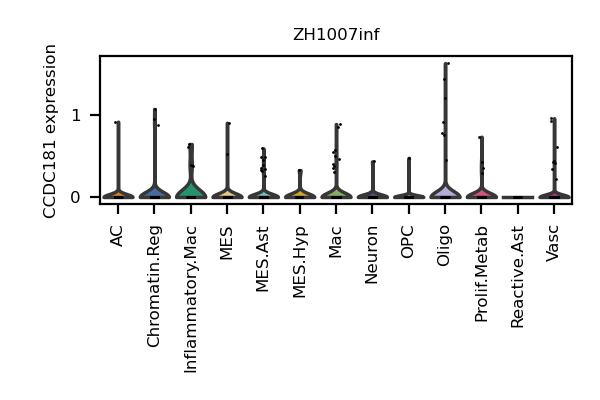 ZH1007inf
CCDC181 expression
1
0
AC
Chromatin.Reg
Inflammatory.Mac
MES
MES.Ast
MES.Hyp
Mac
Neuron
OPC
Oligo
Prolif.Metab
Reactive.Ast
Vasc